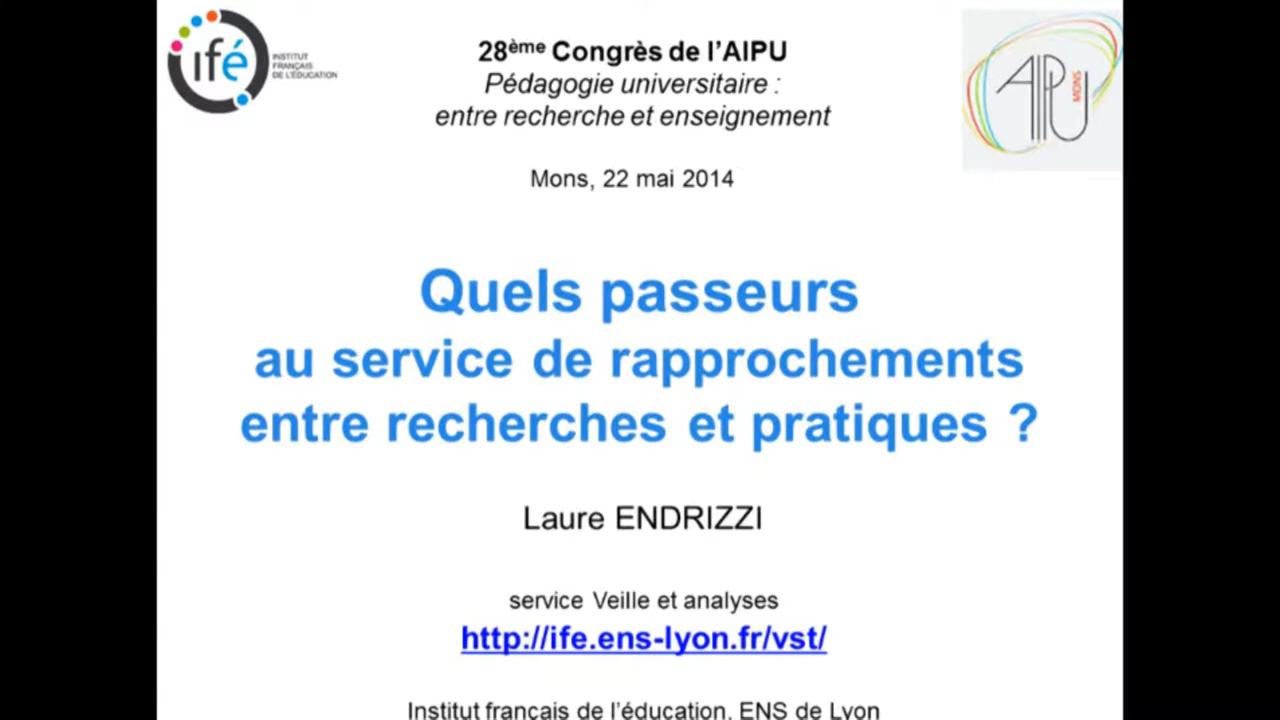 ifé
INSTITUT
FRANÇAIS
DE L'ÉDUCATION
28ème Congrès de l'AIPU
Pédagogie universitaire :
entre recherche et enseignement
AIPU
MONS
Mons, 22 mai 2014
Quels passeurs
au service de rapprochements
entre recherches et pratiques ?
Laure ENDRIZZI
service Veille et analyses
http://ife.ens-lyon.fr/vst/
Institut français de l'éducation, ENS de Lyon